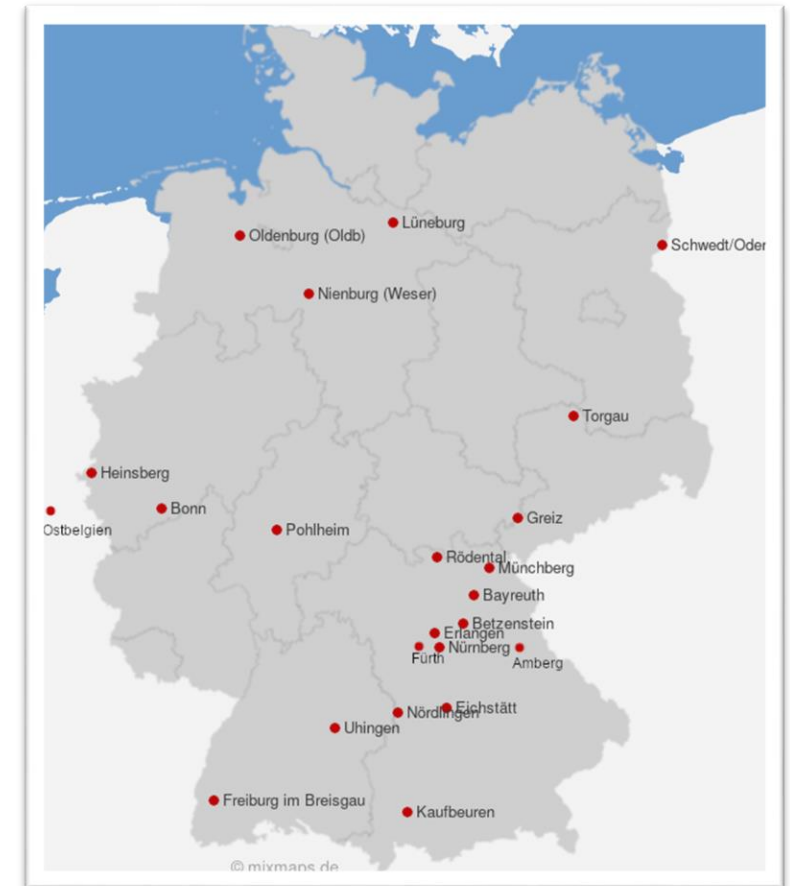 Lüneburg
Oldenburg (Oldb)
Schwedt/Oder
Nienburg (Weser)
Torgau
Heinsberg
Bonn
Greiz
Ostbelgien
Pohlheim
Rödental
Münchberg
Bayreuth
Betzenstein
Erlangen
Nürnberg
Fürth
Amberg
Eichstätt
Nördlingen
Uhingen
Freiburg im Breisgau
Kaufbeuren
© mixmaps.de